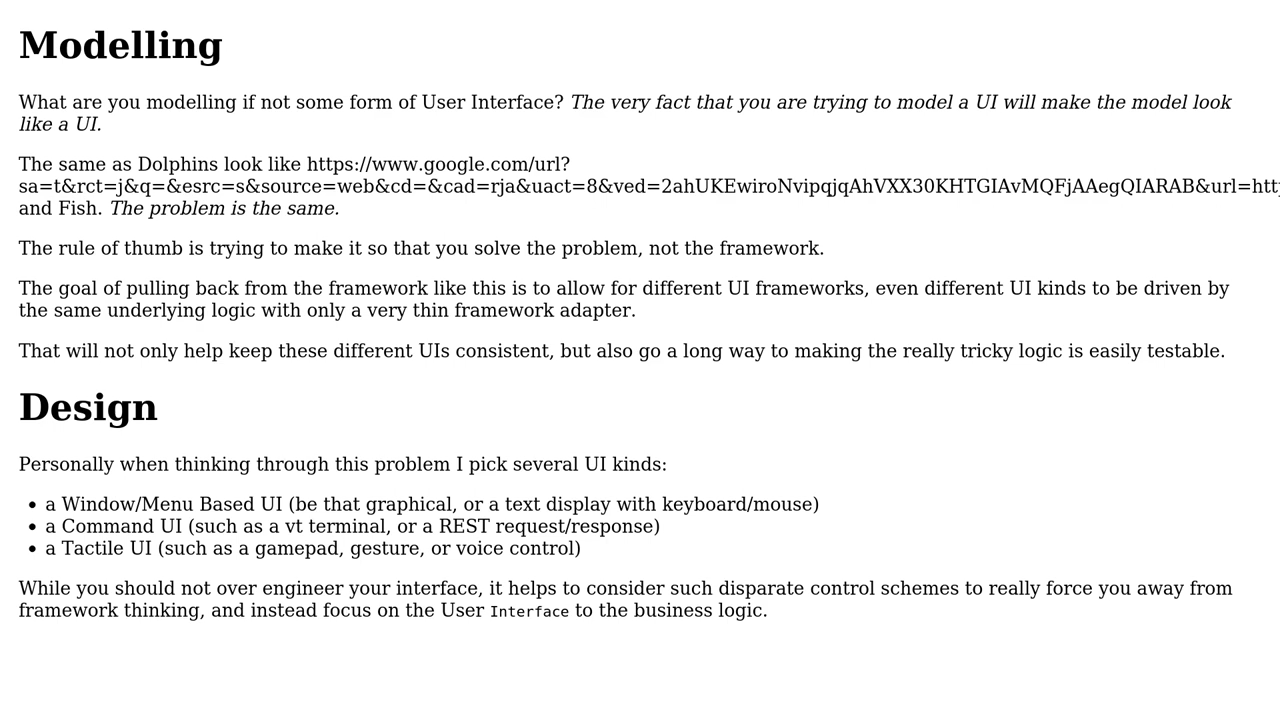 Modelling
What are you modelling if not some form of User Interface? The very fact that you are trying to model a UI will make the model look
like a UI.
The same as Dolphins look like https://www.google.com/url?
sa=t&rct=j&q=&esrc=s&source=web&cd=&cad=rja&uact=8&ved=2ahUKEwiroNvipqjqAhVXX30KHTGIAvMQFjAAegQIARAB&url=http
and Fish. The problem is the same.
The rule of thumb is trying to make it so that you solve the problem, not the framework.
The goal of pulling back from the framework like this is to allow for different UI frameworks, even different UI kinds to be driven by
the same underlying logic with only a very thin framework adapter.
That will not only help keep these different UIs consistent, but also go a long way to making the really tricky logic is easily testable.
Design
Personally when thinking through this problem I pick several UI kinds:
• a Window/Menu Based UI (be that graphical, or a text display with keyboard/mouse)
• a Command UI (such as a vt terminal, or a REST request/response)
• a Tactile UI (such as a gamepad, gesture, or voice control)
While you should not over engineer your interface, it helps to consider such disparate control schemes to really force you away from
framework thinking, and instead focus on the User Interface to the business logic.